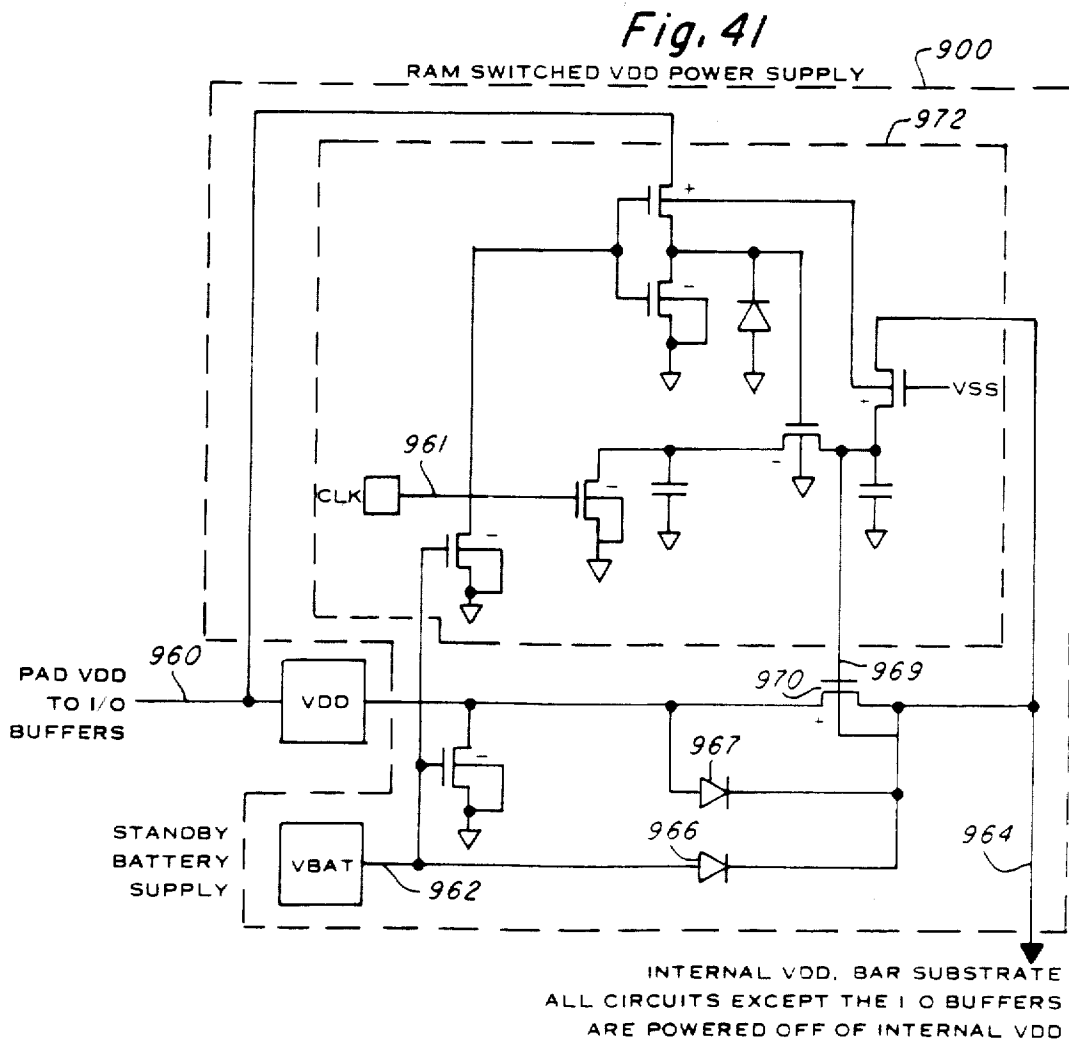 Fig. 41
RAM SWITCHED VDD POWER SUPPLY
900
972
+
-
VSS
+
-
961
-
CLK
-
PAD VDD
TO I/O
BUFFERS
960
VDD
969
970
+
-
967
STANDBY
BATTERY
SUPPLY
VBAT
962
966
964
INTERNAL VDD, BAR SUBSTRATE
ALL CIRCUITS EXCEPT THE I O BUFFERS
ARE POWERED OFF OF INTERNAL VDD